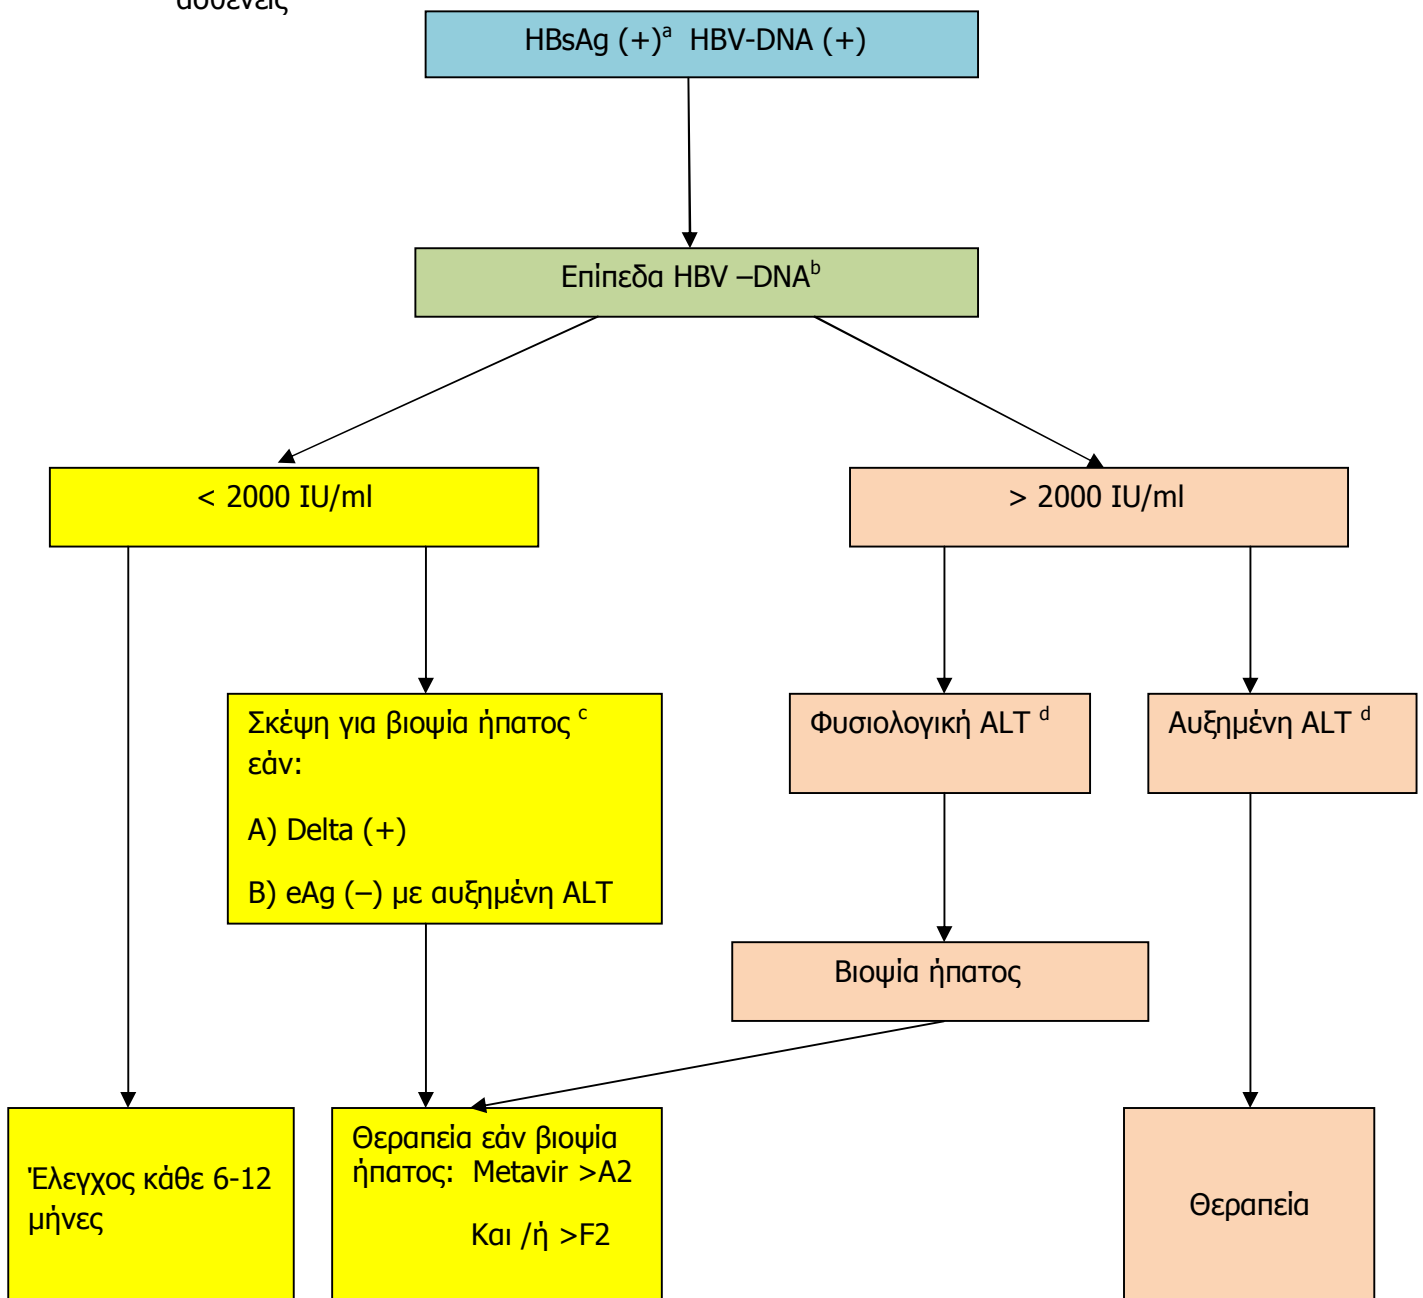 ασθενείς
HBsAg (+)a HBV-DNA (+)
Επίπεδα HBV –DNAb
< 2000 IU/ml
> 2000 IU/ml
Σκέψη για βιοψία ήπατος c
εάν:
Α) Delta (+)
Β) eAg (–) με αυξημένη ALT
Φυσιολογική ALT d
Αυξημένη ALT d
Βιοψία ήπατος
Έλεγχος κάθε 6-12
μήνες
Θεραπεία εάν βιοψία
ήπατος: Metavir >A2
Και /ή >F2
Θεραπεία